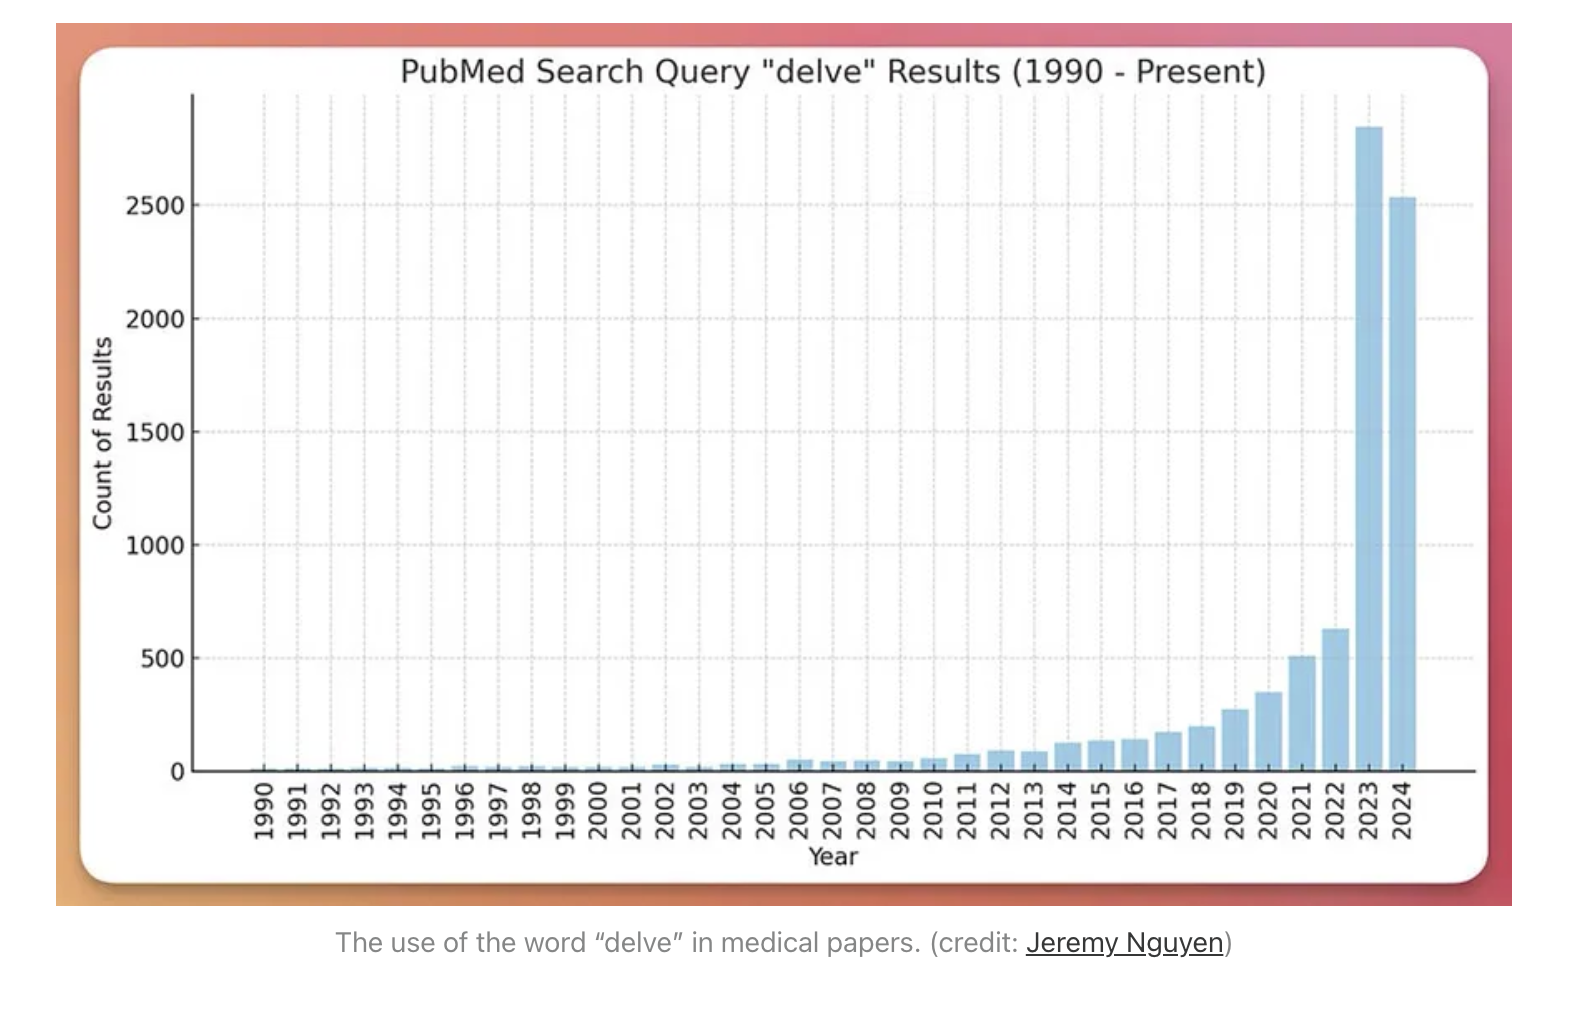 PubMed Search Query "delve" Results (1990 - Present)
Count of Results
2500
2000
1500
1000
500
0
1990 1991 1992 1993 1994 1995 1996 1997 1998 1999 2000 2001 2002 2003 2004 2005 2006 2007 2008 2009 2010 2011 2012 2013 2014 2015 2016 2017 2018 2019 2020 2021 2022 2023 2024
Year
The use of the word “delve” in medical papers. (credit: Jeremy Nguyen)